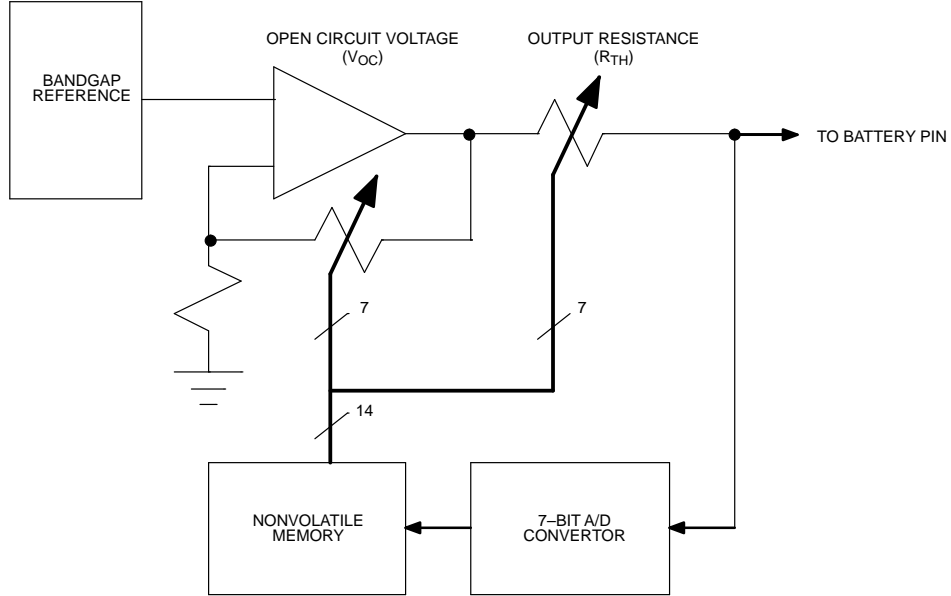 OPEN CIRCUIT VOLTAGE
(VOC)
OUTPUT RESISTANCE
(RTH)
BANDGAP
REFERENCE
TO BATTERY PIN
7
7
14
NONVOLATILE
MEMORY
7–BIT A/D
CONVERTOR